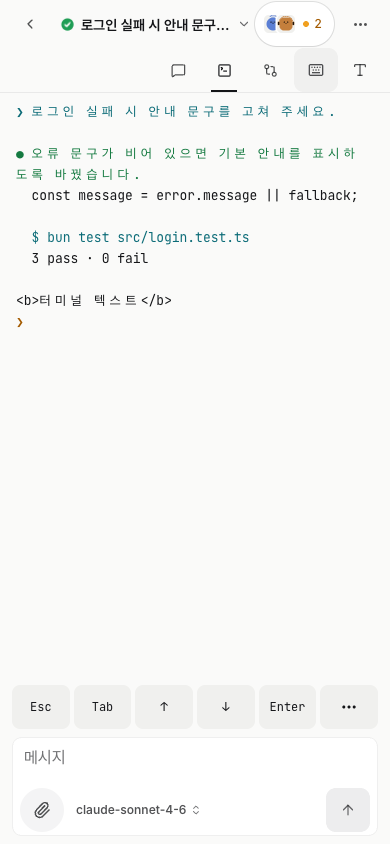 로그인 실패 시 안내 문구...
2
❯ 로그인 실패 시 안내 문구를 고쳐 주세요.
● 오류 문구가 비어 있으면 기본 안내를 표시하
도록 바꿨습니다.
const message = error.message || fallback;
$ bun test src/login.test.ts
3 pass · 0 fail
<b>터미널 텍스트</b>
❯
Esc Tab ↑ ↓ Enter •••
메시지
claude-sonnet-4-6